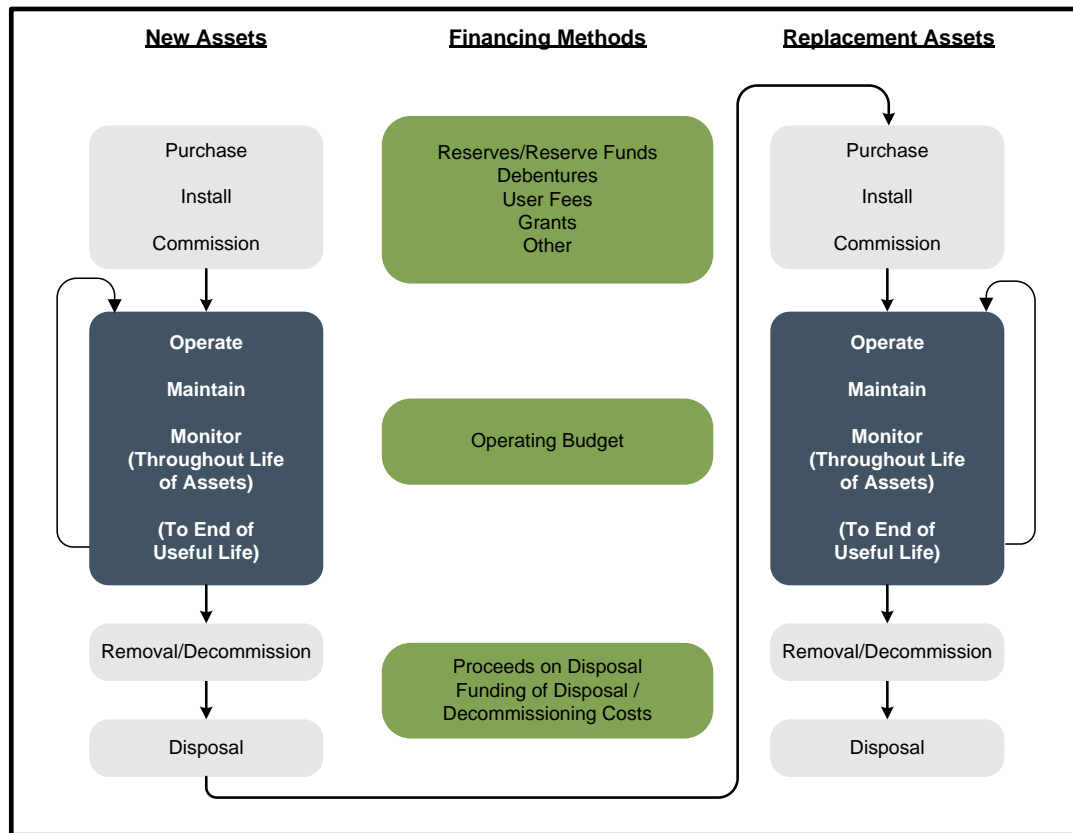 New Assets
Purchase
Install
Commission
Operate
Maintain
Monitor
(Throughout Life
of Assets)
(To End of
Useful Life)
Removal/Decommission
Disposal
Financing Methods
Reserves/Reserve Funds
Debentures
User Fees
Grants
Other
Operating Budget
Proceeds on Disposal
Funding of Disposal /
Decommissioning Costs
Replacement Assets
Purchase
Install
Commission
Operate
Maintain
Monitor
(Throughout Life
of Assets)
(To End of
Useful Life)
Removal/Decommission
Disposal